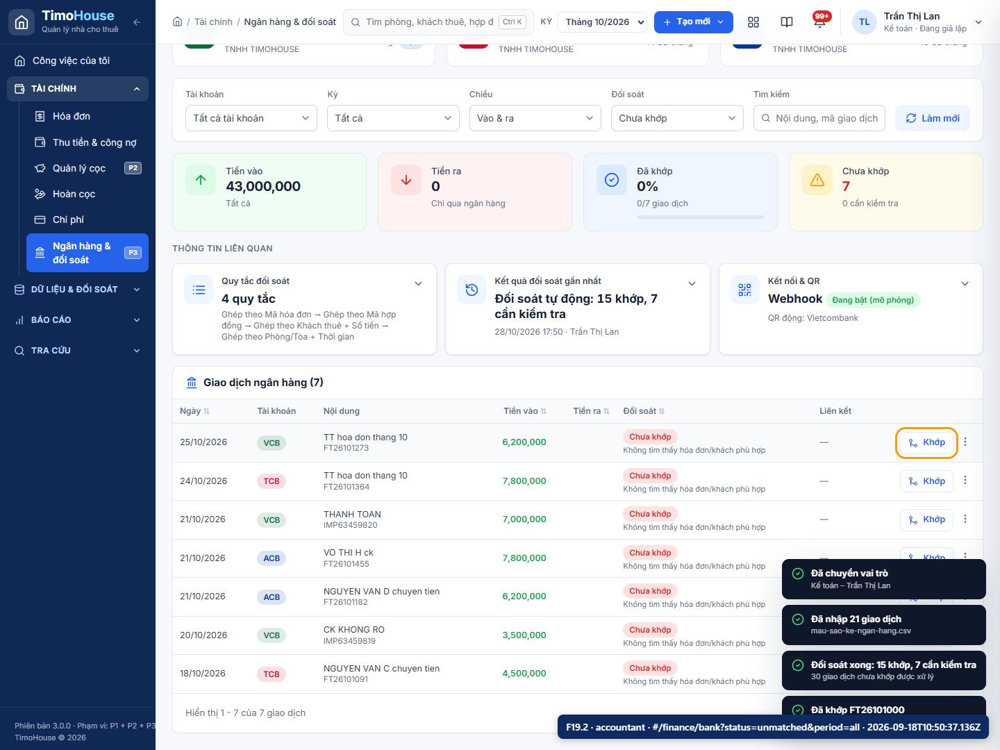 TimoHouse
Quản lý nhà cho thuê
Công việc của tôi
TÀI CHÍNH
Hóa đơn
Thu tiền & công nợ
Quản lý cọc P2
Hoàn cọc
Chi phí
Ngân hàng & đối soát P3
DỮ LIỆU & ĐỐI SOÁT
BÁO CÁO
TRA CỨU
Phiên bản 3.0.0 · Phạm vi: P1 + P2 + P3
TimoHouse © 2026
/ Tài chính / Ngân hàng & đối soát
Tìm phòng, khách thuê, hợp đ Ctrl K
KỲ Tháng 10/2026
Tạo mới
99+
TL
Trần Thị Lan
Kế toán · Đang giả lập
TNHH TIMOHOUSE
TNHH TIMOHOUSE
TNHH TIMOHOUSE
Tài khoản Kỳ Chiều Đối soát Tìm kiếm
Tất cả tài khoản Tất cả Vào & ra Chưa khớp Nội dung, mã giao dịch Làm mới
Tiền vào
43,000,000
Tất cả
Tiền ra
0
Chi qua ngân hàng
Đã khớp
0%
0/7 giao dịch
Chưa khớp
7
0 cần kiểm tra
THÔNG TIN LIÊN QUAN
Quy tắc đối soát
4 quy tắc
Ghép theo Mã hóa đơn → Ghép theo Mã hợp
đồng → Ghép theo Khách thuê + Số tiền →
Ghép theo Phòng/Tòa + Thời gian
Kết quả đối soát gần nhất
Đối soát tự động: 15 khớp, 7
cần kiểm tra
28/10/2026 17:50 · Trần Thị Lan
Kết nối & QR
Webhook Đang bật (mô phỏng)
QR động: Vietcombank
Giao dịch ngân hàng (7)
Ngày Tài khoản Nội dung Tiền vào Tiền ra Đối soát Liên kết
25/10/2026 VCB TT hoa don thang 10 6,200,000 Chưa khớp — Khớp
FT26101273 Không tìm thấy hóa đơn/khách phù hợp
24/10/2026 TCB TT hoa don thang 10 7,800,000 Chưa khớp — Khớp
FT26101364 Không tìm thấy hóa đơn/khách phù hợp
21/10/2026 VCB THANH TOAN 7,000,000 Chưa khớp — Khớp
IMP63459820 Không tìm thấy hóa đơn/khách phù hợp
21/10/2026 ACB VO THI H ck 7,800,000 Chưa khớp — Khớp
FT26101455 Không tìm thấy hóa đơn/khách phù hợp
21/10/2026 ACB NGUYEN VAN D chuyen tien 6,200,000 Chưa khớp
FT26101182 Không tìm thấy hóa đơn/khách phù hợp
20/10/2026 VCB CK KHONG RO 3,500,000 Chưa khớp
IMP63459819 Không tìm thấy hóa đơn/khách phù hợp
18/10/2026 TCB NGUYEN VAN C chuyen tien 4,500,000 Chưa khớp
FT26101091 Không tìm thấy hóa đơn/khách phù hợp
Hiển thị 1 - 7 của 7 giao dịch
Đã chuyển vai trò
Kế toán – Trần Thị Lan
Đã nhập 21 giao dịch
mau-sao-ke-ngan-hang.csv
Đối soát xong: 15 khớp, 7 cần kiểm tra
30 giao dịch chưa khớp được xử lý
Đã khớp FT26101000
F19.2 · accountant · #/finance/bank?status=unmatched&period=all · 2026-09-18T10:50:37.136Z